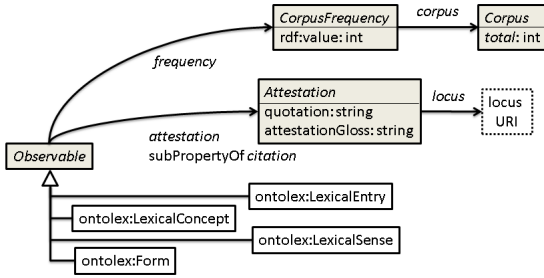 CorpusFrequency
rdf:value: int
corpus
Corpus
total: int
frequency
Attestation
quotation: string
attestationGloss: string
locus
locus
URI
attestation
subPropertyOf citation
Observable
ontolex:LexicalEntry
ontolex:LexicalConcept
ontolex:LexicalSense
ontolex:Form